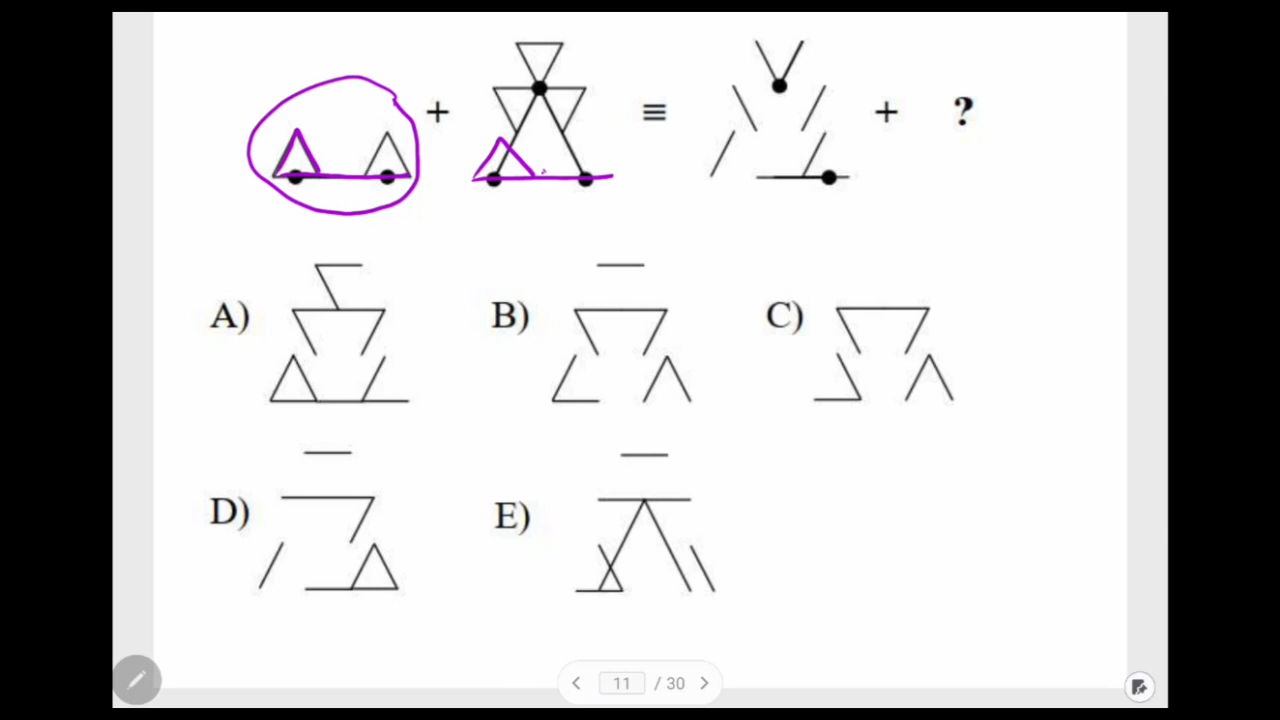 + ≡ + ?
A) B) C)
D) E)
11 / 30